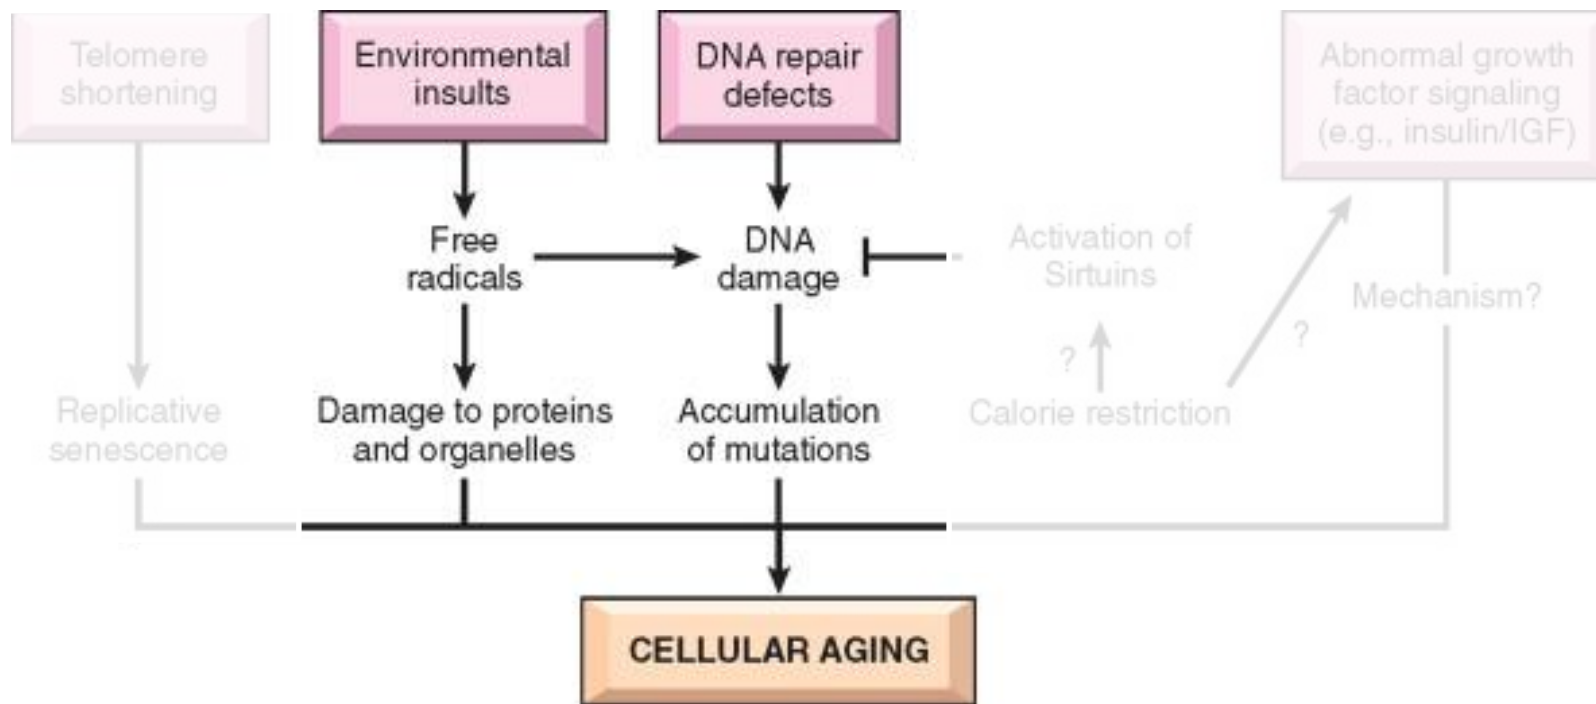 Telomere
shortening
Environmental
insults
DNA repair
defects
Abnormal growth
factor signaling
(e.g., insulin/IGF)
Free
radicals
DNA
damage
Activation of
Sirtuins
Mechanism?
?
?
Replicative
senescence
Damage to proteins
and organelles
Accumulation
of mutations
Calorie restriction
CELLULAR AGING